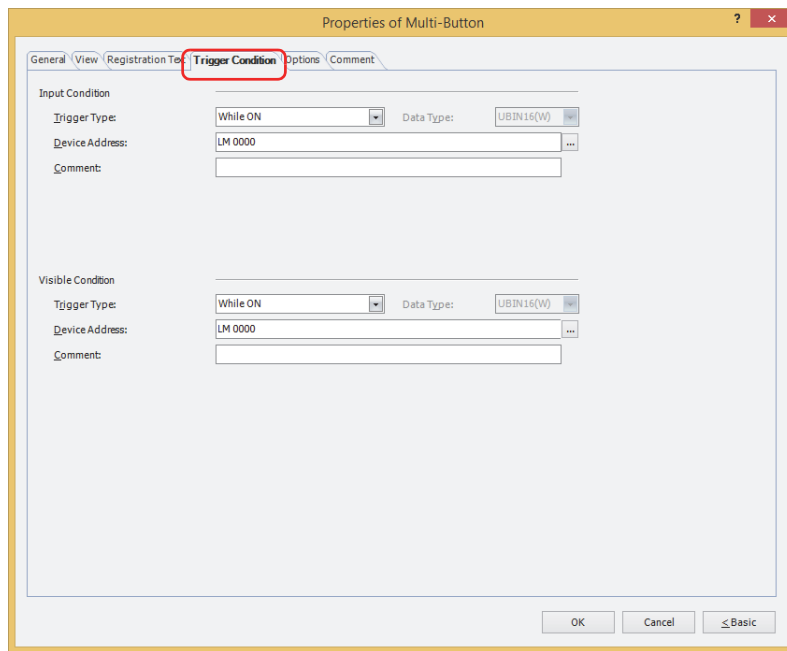 Properties of Multi-Button ? ×
General View Registration Tex Trigger Condition Options Comment
Input Condition
Trigger Type: While ON Data Type: UBIN16(W)
Device Address: LM 0000 ...
Comment:
Visible Condition
Trigger Type: While ON Data Type: UBIN16(W)
Device Address: LM 0000 ...
Comment:
OK Cancel <Basic